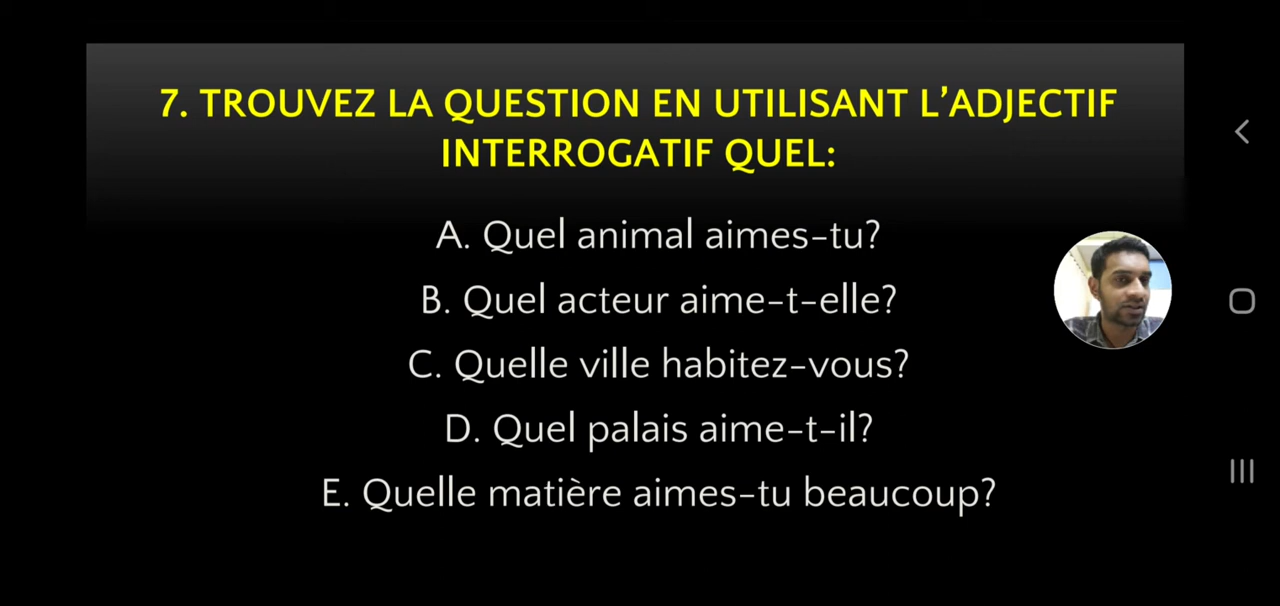 7. TROUVEZ LA QUESTION EN UTILISANT L’ADJECTIF
INTERROGATIF QUEL:
A. Quel animal aimes-tu?
B. Quel acteur aime-t-elle?
C. Quelle ville habitez-vous?
D. Quel palais aime-t-il?
E. Quelle matière aimes-tu beaucoup?